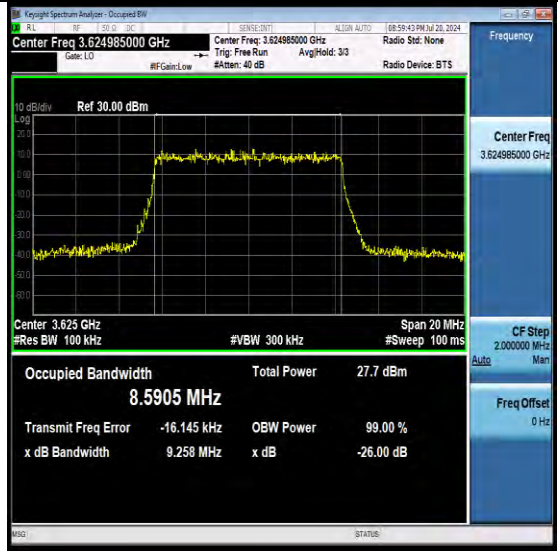 Keysight Spectrum Analyzer - Occupied BW
RL RF 50 Ω DC SENSE:INT ALIGN AUTO 08:59:43 PM Jul 20, 2024
Center Freq 3.624985000 GHz Center Freq: 3.624985000 GHz Radio Std: None Frequency
Gate: LO Trig: Free Run Avg|Hold: 3/3
#IFGain:Low #Atten: 40 dB Radio Device: BTS
10 dB/div Ref 30.00 dBm
Log
20.0
10.0
0.00
-10.0
-20.0
-30.0
-40.0
-50.0
-60.0
Center Freq
3.624985000 GHz
Center 3.625 GHz Span 20 MHz
#Res BW 100 kHz #VBW 300 kHz #Sweep 100 ms
CF Step
2.000000 MHz
Auto Man
Occupied Bandwidth Total Power 27.7 dBm
8.5905 MHz
Freq Offset
0 Hz
Transmit Freq Error -16.145 kHz OBW Power 99.00 %
x dB Bandwidth 9.258 MHz x dB -26.00 dB
MSG STATUS